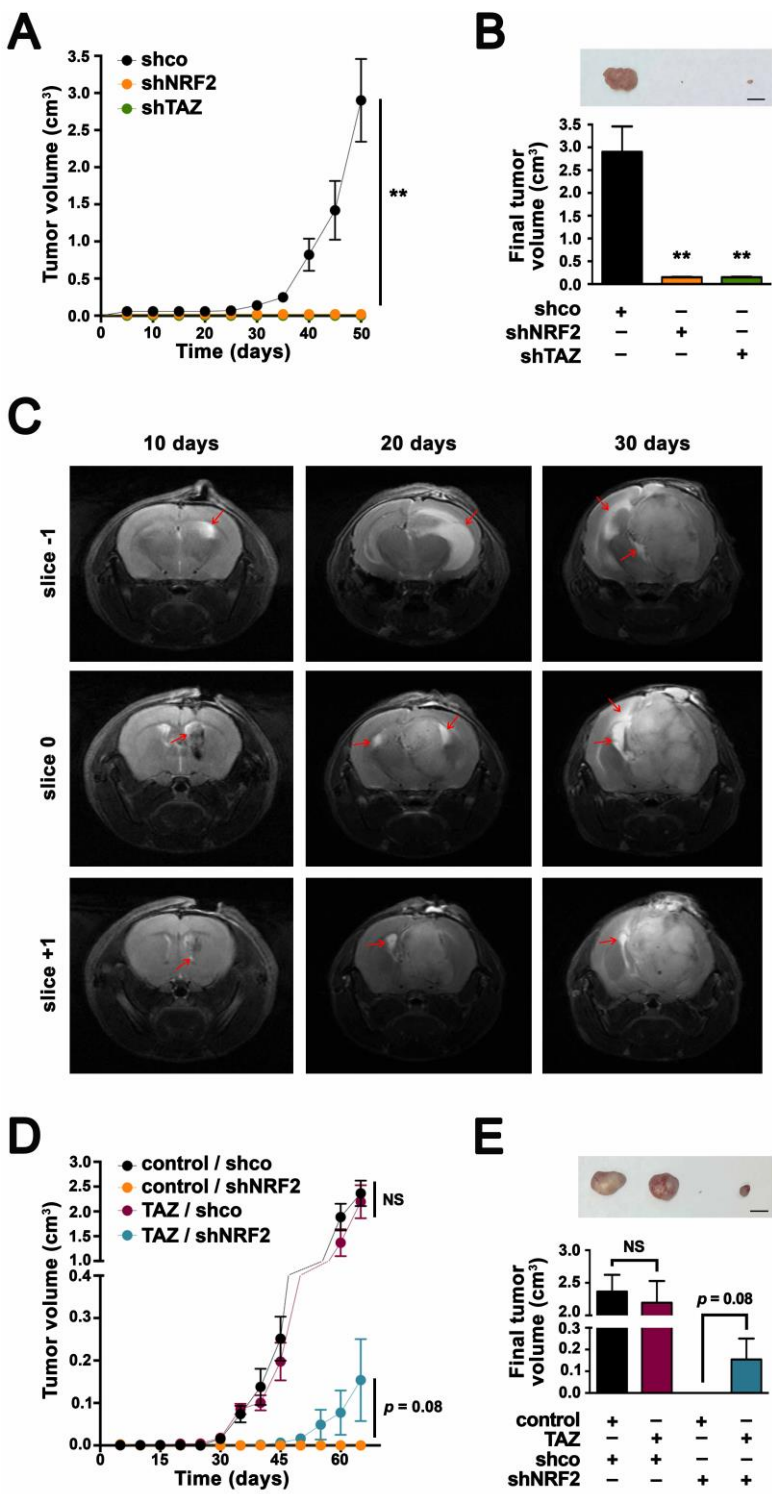 A
shco
shNRF2
shTAZ
Tumor volume (cm³)
3.5
3.0
2.5
2.0
1.5
1.0
0.5
0.0
0 10 20 30 40 50
Time (days)
**
B
Final tumor
volume (cm³)
3.5
3.0
2.5
2.0
1.5
1.0
0.5
0.0
** **
shco + – –
shNRF2 – + –
shTAZ – – +
C
10 days 20 days 30 days
slice -1
slice 0
slice +1
D
control / shco
control / shNRF2
TAZ / shco
TAZ / shNRF2
Tumor volume (cm³)
3.0
2.5
2.0
1.5
1.0
0.4
0.3
0.2
0.1
0.0
0 15 30 45 60
Time (days)
NS
p = 0.08
E
Final tumor
volume (cm³)
3.0
2.5
2.0
0.3
0.2
0.1
0.0
NS
p = 0.08
control + – + –
TAZ – + – +
shco + + – –
shNRF2 – – + +